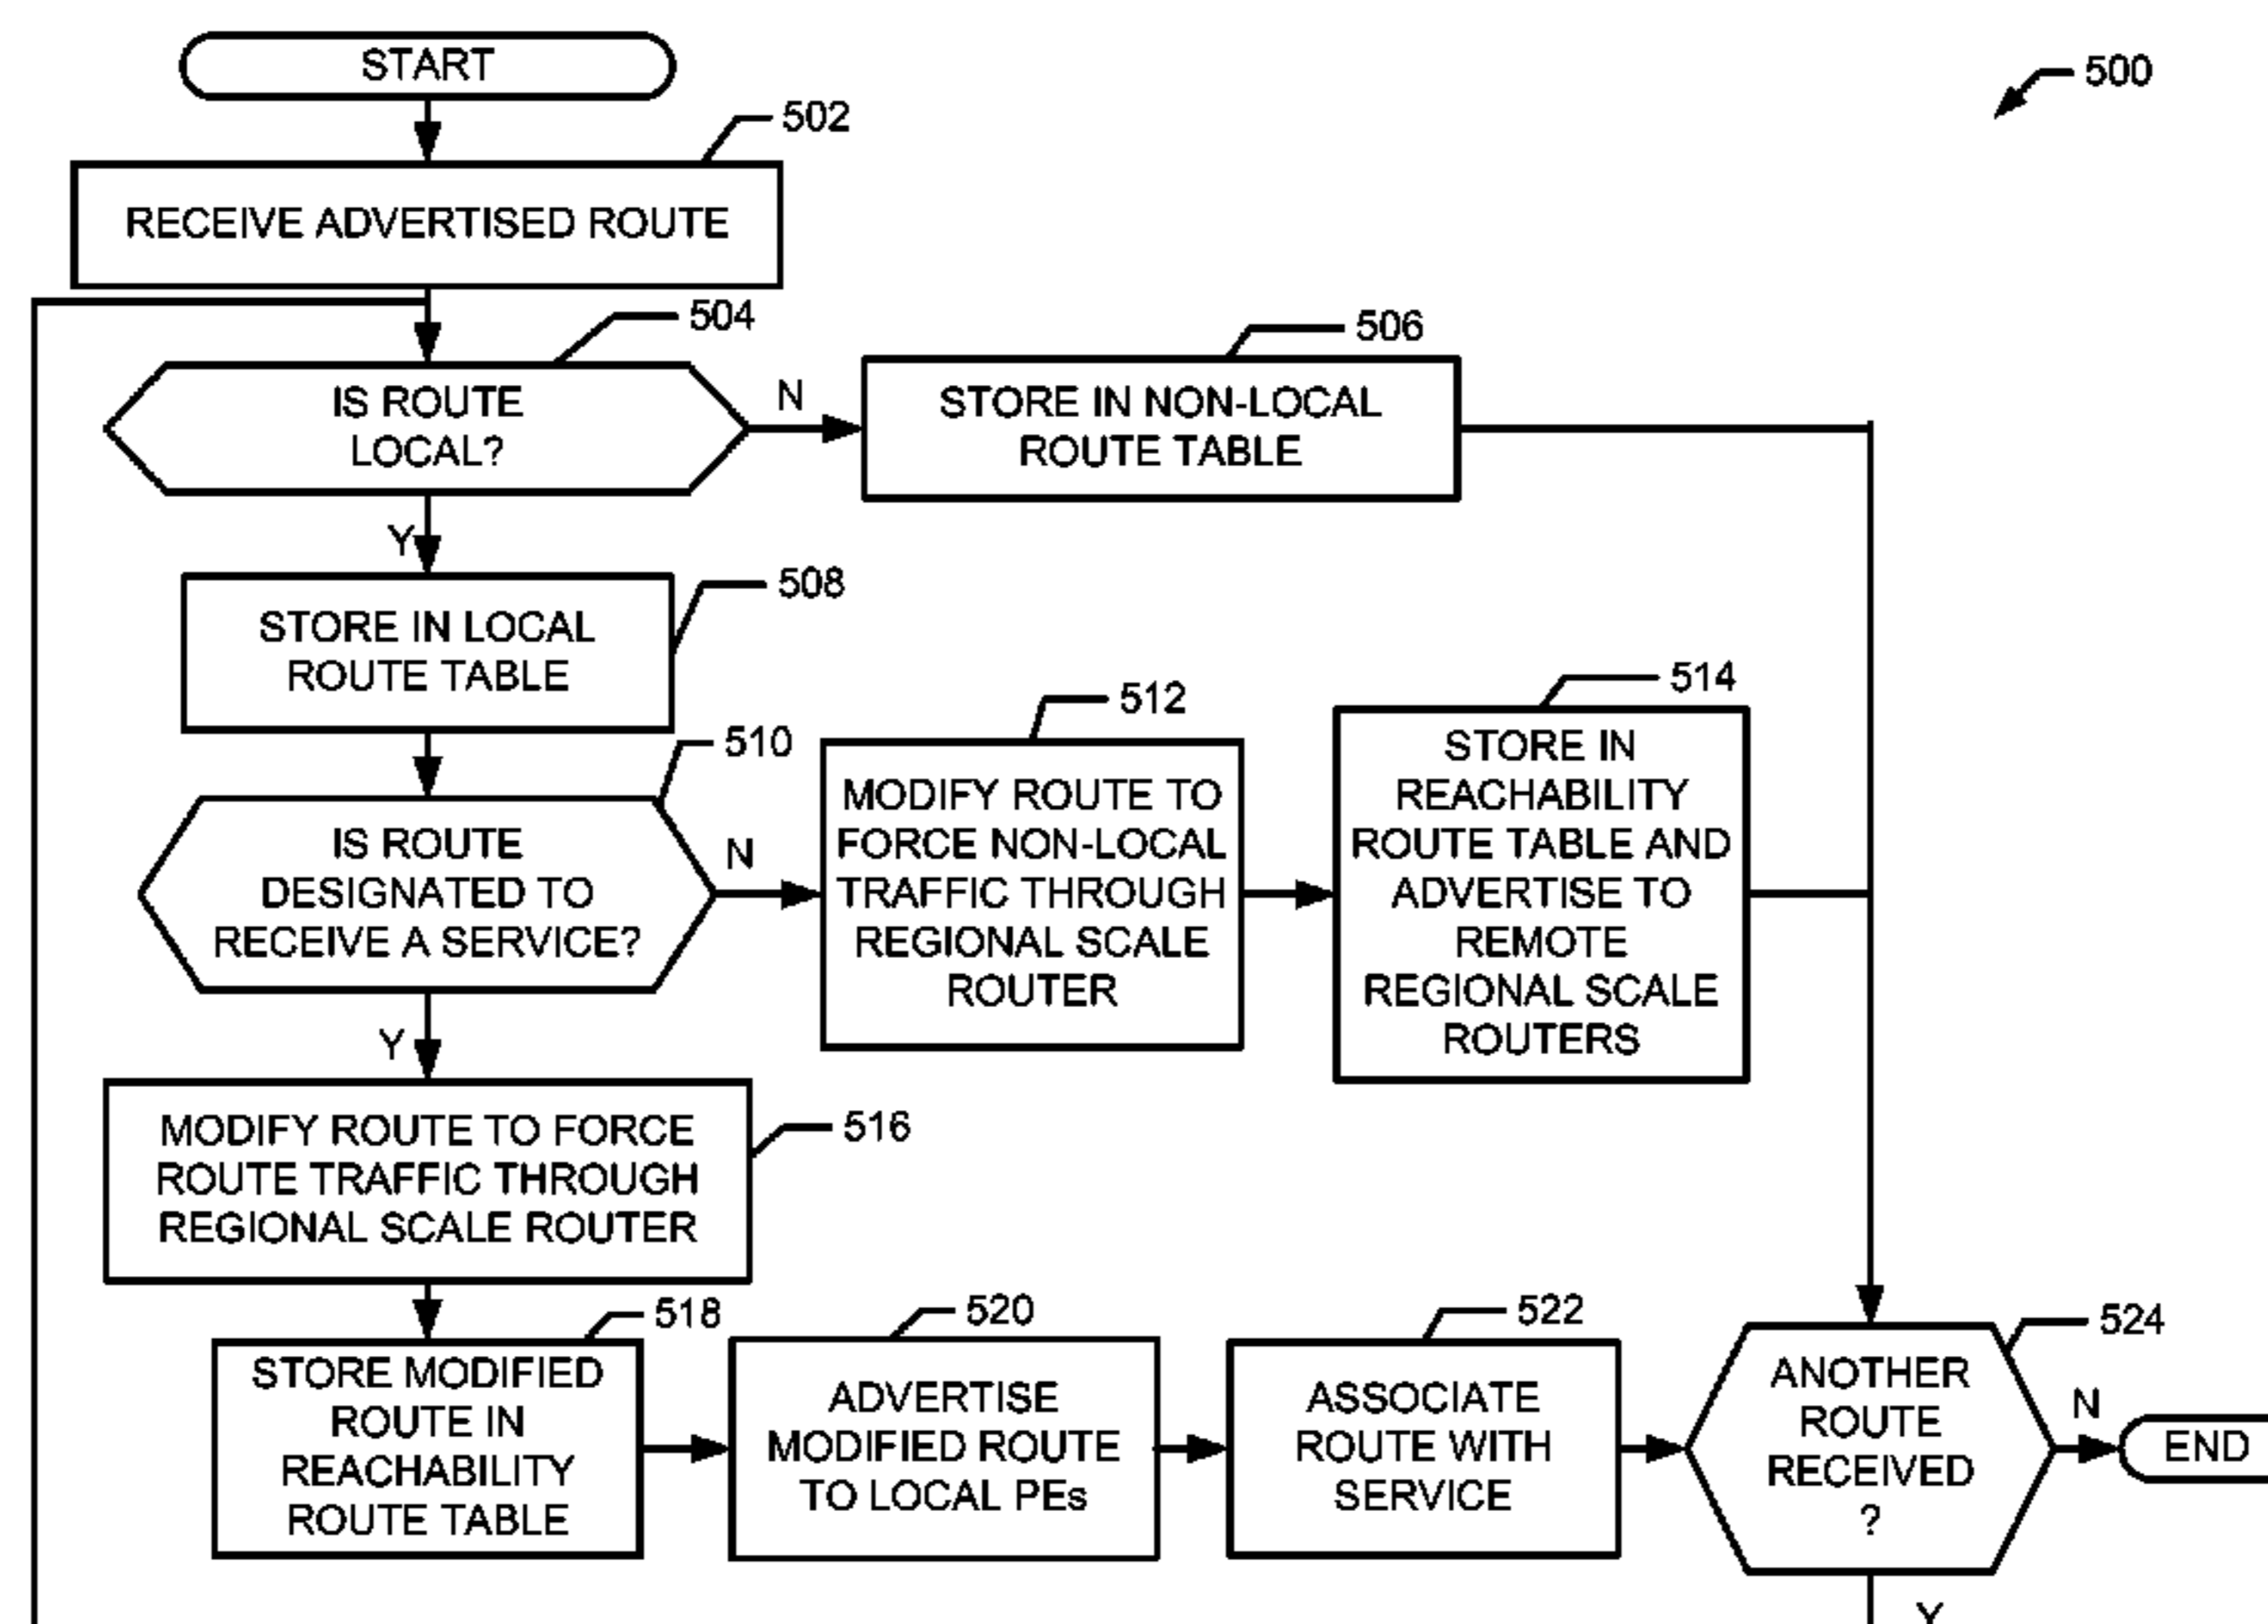 START
500
502
RECEIVE ADVERTISED ROUTE
504
IS ROUTE
LOCAL?
N
506
STORE IN NON-LOCAL
ROUTE TABLE
Y
508
STORE IN LOCAL
ROUTE TABLE
510
IS ROUTE
DESIGNATED TO
RECEIVE A SERVICE?
N
512
MODIFY ROUTE TO
FORCE NON-LOCAL
TRAFFIC THROUGH
REGIONAL SCALE
ROUTER
514
STORE IN
REACHABILITY
ROUTE TABLE AND
ADVERTISE TO
REMOTE
REGIONAL SCALE
ROUTERS
Y
516
MODIFY ROUTE TO FORCE
ROUTE TRAFFIC THROUGH
REGIONAL SCALE ROUTER
518
STORE MODIFIED
ROUTE IN
REACHABILITY
ROUTE TABLE
520
ADVERTISE
MODIFIED ROUTE
TO LOCAL PEs
522
ASSOCIATE
ROUTE WITH
SERVICE
524
ANOTHER
ROUTE
RECEIVED
?
N
END
Y